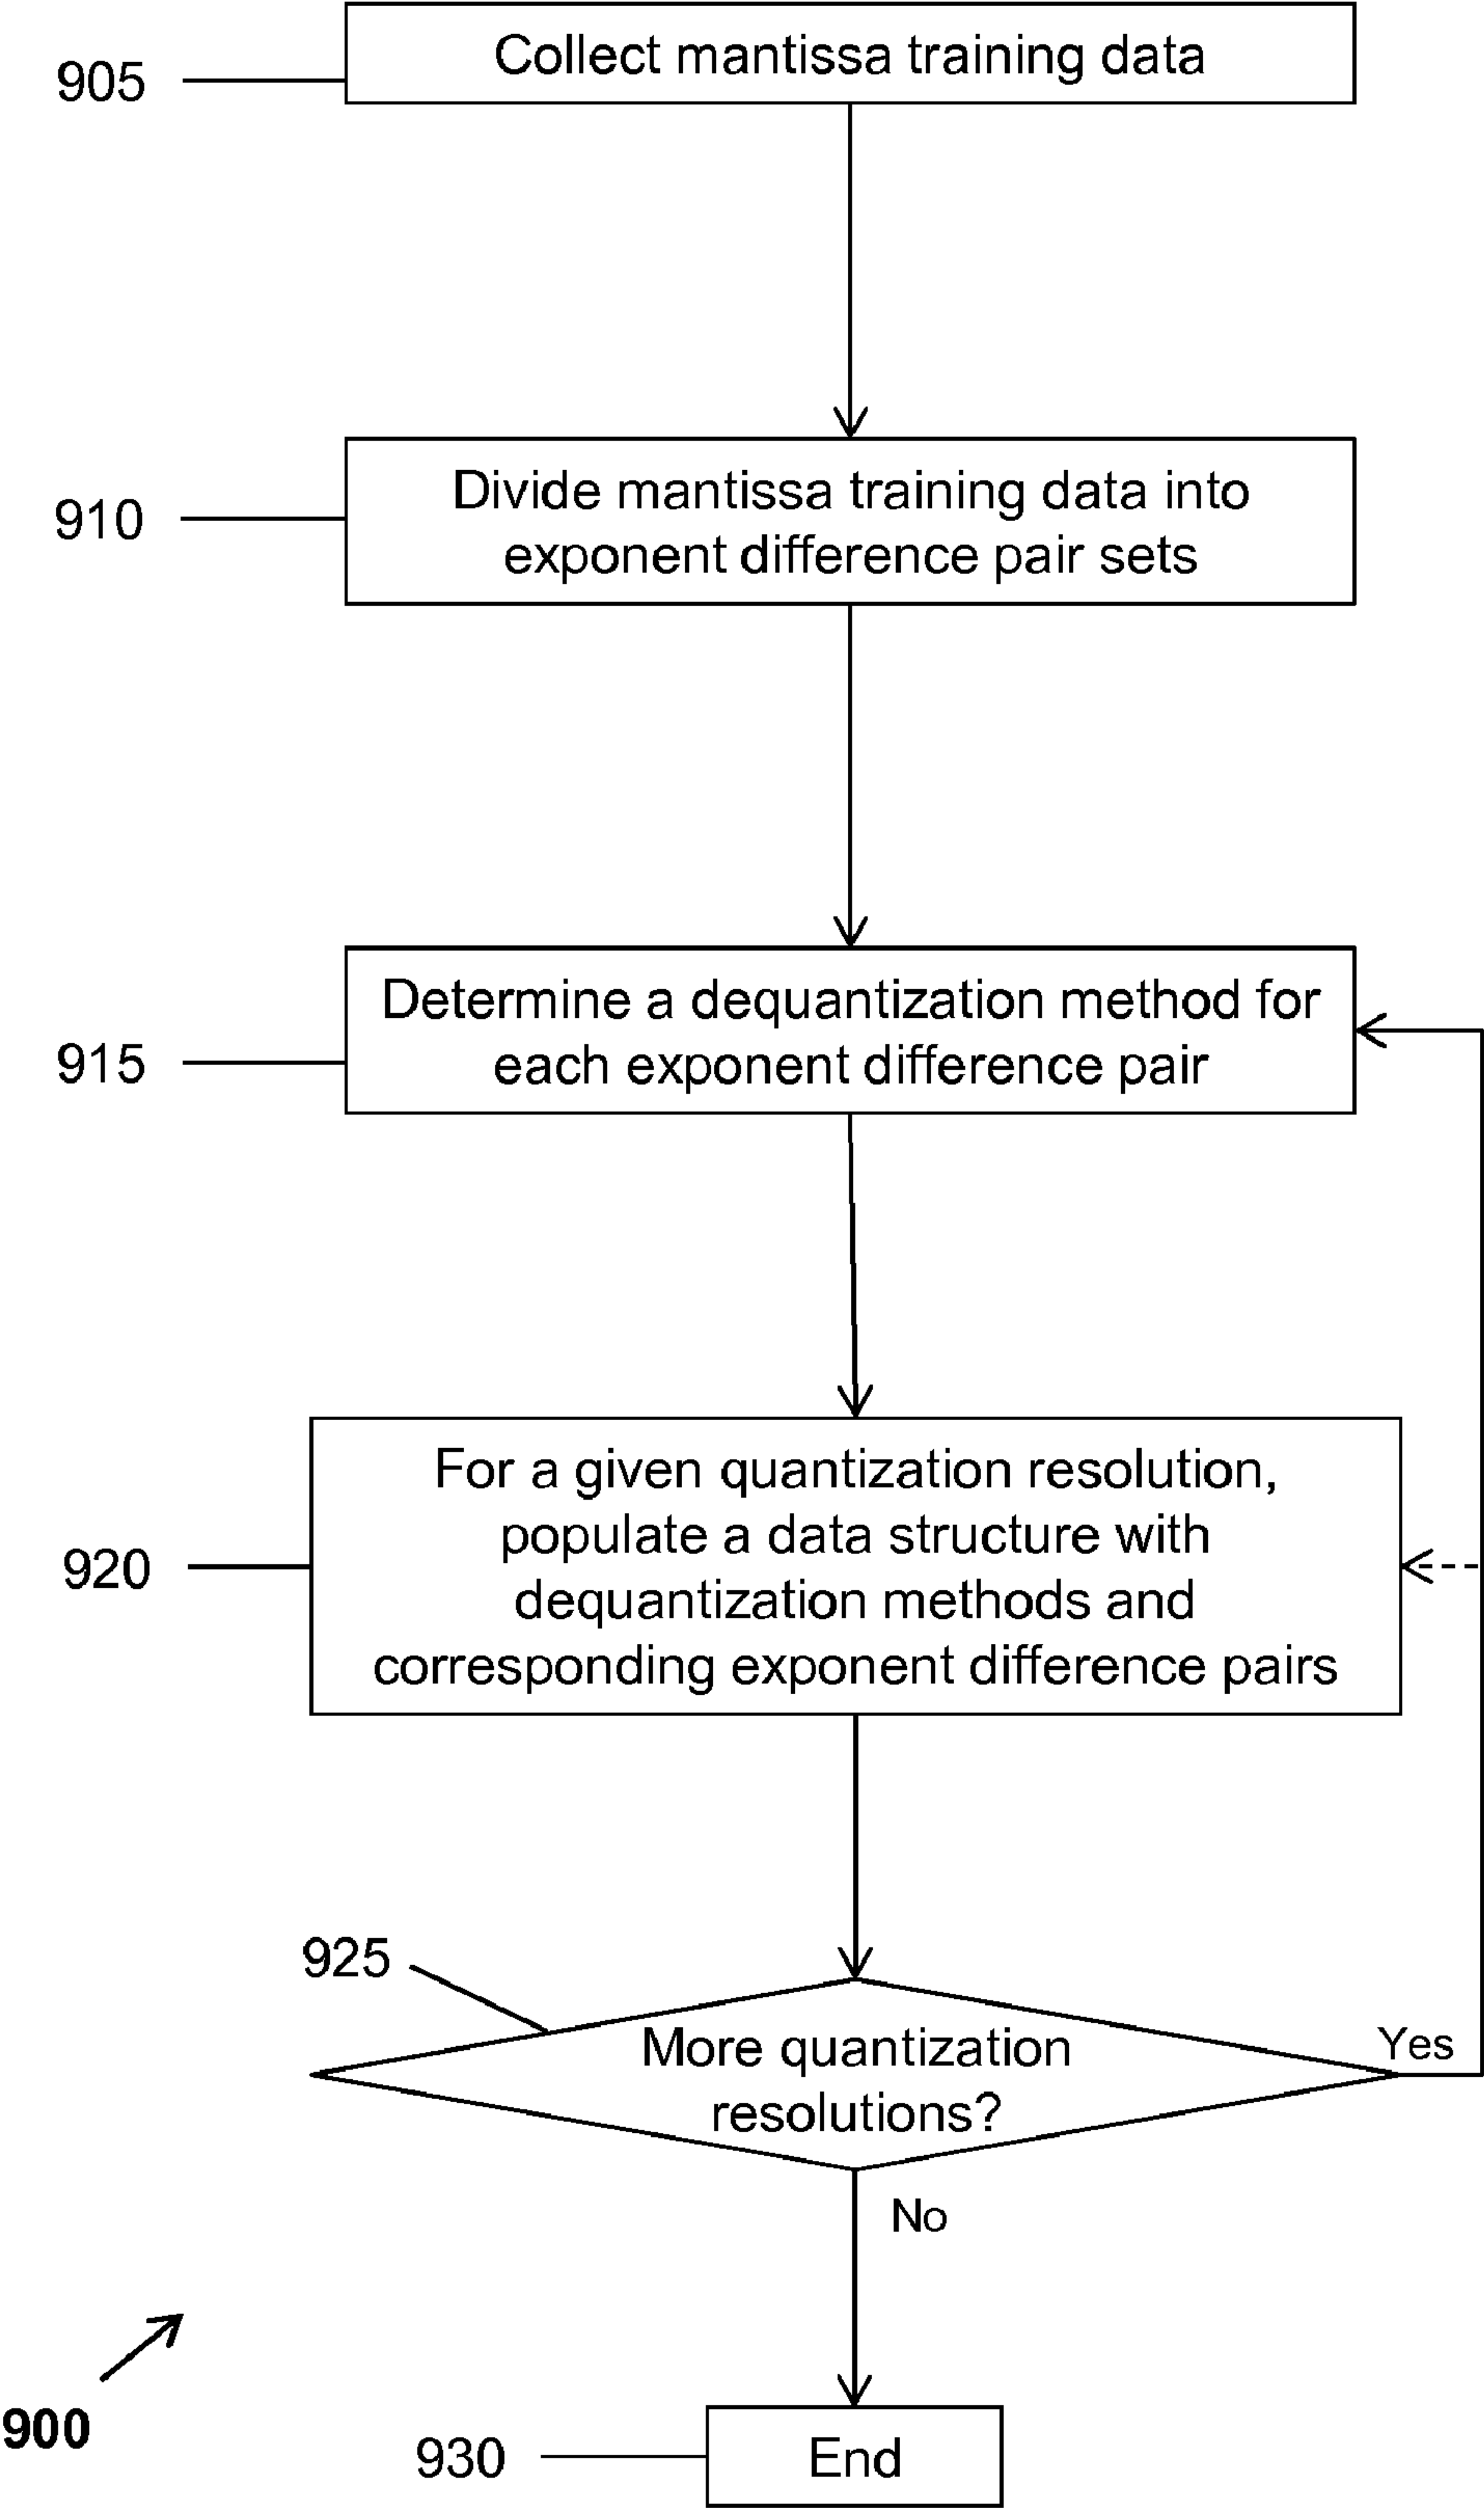 Collect mantissa training data
905
Divide mantissa training data into
exponent difference pair sets
910
Determine a dequantization method for
each exponent difference pair
915
For a given quantization resolution,
populate a data structure with
dequantization methods and
corresponding exponent difference pairs
920
925
More quantization
resolutions?
Yes
No
900
930
End